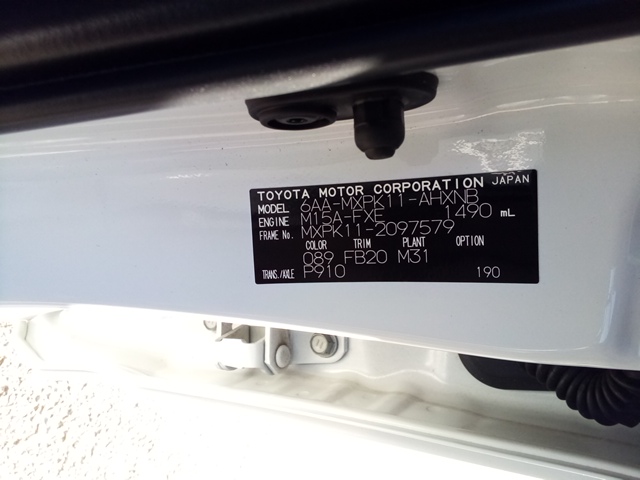 TOYOTA MOTOR CORPORATION JAPAN
MODEL 6AA-MXPK11-AHXNB
ENGINE M15A-FXE 1490 mL
FRAME No. MXPK11-2097579
COLOR TRIM PLANT OPTION
089 FB20 M31
TRANS./AXLE P910 190